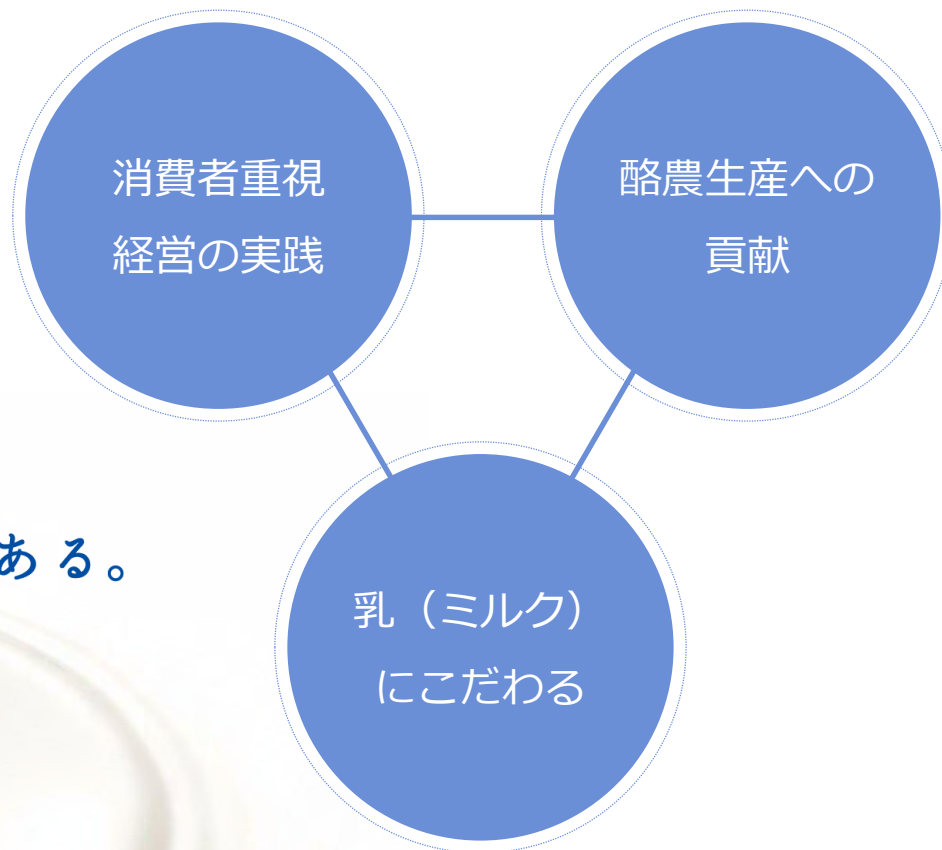 消費者重視
経営の実践
酪農生産への
貢献
ある。
乳（ミルク）
にこだわる